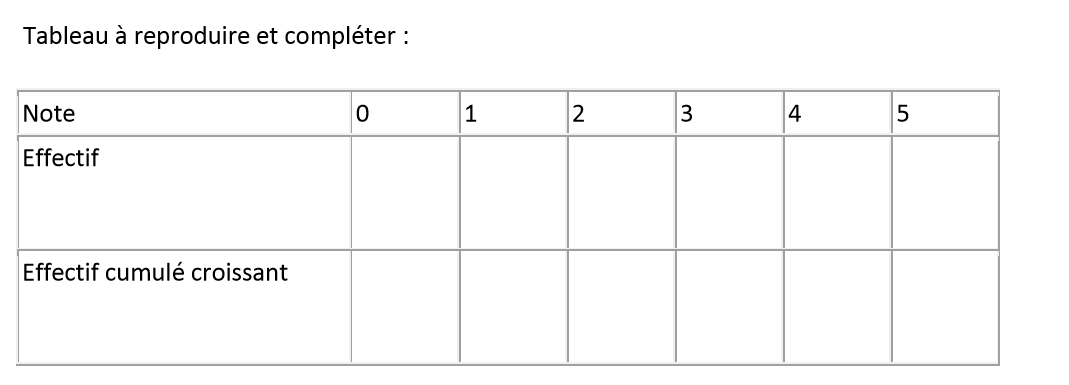 Tableau à reproduire et compléter :
Note 0 1 2 3 4 5
Effectif
Effectif cumulé croissant